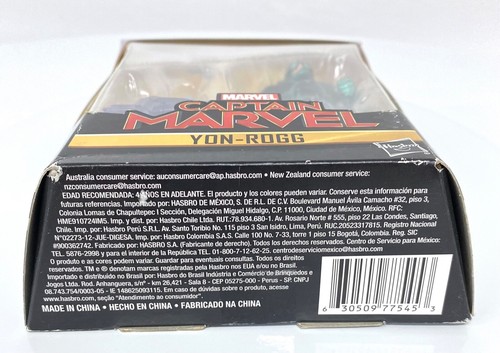 MARVEL
CAPTAIN
MARVEL
YON-ROGG
Hasbro
Australia consumer service: auconsumercare@ap.hasbro.com • New Zealand consumer service:
nzconsumercare@hasbro.com
EDAD RECOMENDADA: 4 AÑOS EN ADELANTE. El producto y los colores pueden variar. Conserve esta información para
futuras referencias. Importado por: HASBRO DE MÉXICO, S. DE R.L. DE C.V. Boulevard Manuel Ávila Camacho #32, piso 3,
Colonia Lomas de Chapultepec I Sección, Delegación Miguel Hidalgo, C.P. 11000, Ciudad de México, México. RFC:
HME910724 Imp. y dist. por: Hasbro Chile Ltda. RUT:78.934.680-1. Av. Rosario Norte # 555, piso 22 Las Condes, Santiago,
Chile. Imp. por: Hasbro Perú S.R.L. Av. Santo Toribio No. 115 piso 3 San Isidro, Lima, Perú. RUC.20523317815. Registro Nacional
N°02273-12-JUE-DIGESA. Imp. por: Hasbro Colombia S.A.S. Calle 100 No. 7-33, torre 1 piso 15 Bogotá, Colombia. Reg. SIC
#900362742. Fabricado por: HASBRO S.A. (Fabricante de derecho). Todos los derechos reservados. Centro de Servicio para México:
TEL. 5876-2998 y para el interior de la República TEL. 01-800-7-12-62-25. centrodeserviciomexico@hasbro.com
O produto e as cores podem variar. Favor guardar para eventuais consultas. Todos os direitos
reservados. TM e ® denotam marcas registradas pela Hasbro nos EUA e/ou no Brasil.
Importado e Distribuído no Brasil por: Hasbro do Brasil Indústria e Comércio de Brinquedos e
Jogos Ltda. Rod. Anhanguera, s/nº - km 26,421 - Sala 8 - CEP 05275-000 - Perus - SP. CNPJ
08.743.754/0003-05 - IE 148625093115. Em caso de dúvidas sobre o produto, acesse
www.hasbro.com, seção "Atendimento ao consumidor".
MADE IN CHINA • HECHO EN CHINA • FABRICADO NA CHINA
6 30509 77545 3